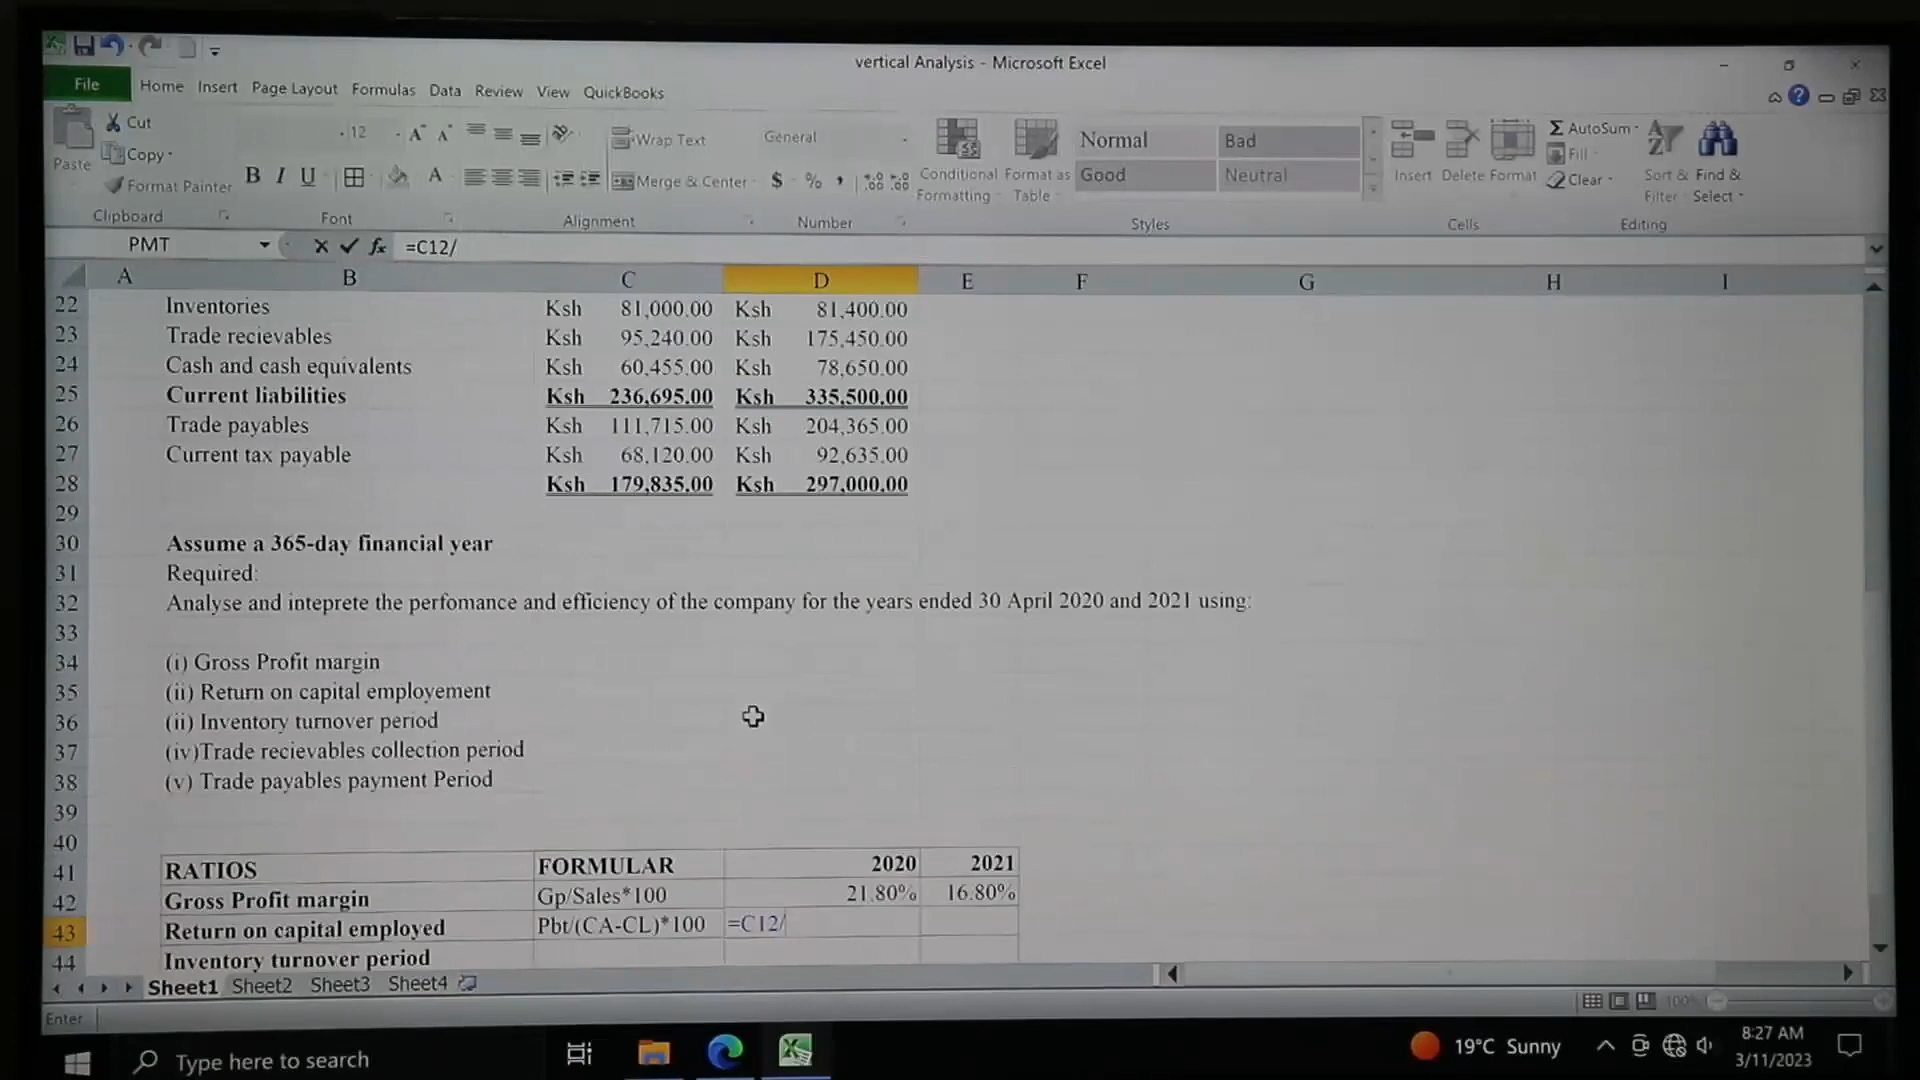 vertical Analysis - Microsoft Excel
File Home Insert Page Layout Formulas Data Review View QuickBooks
Cut
Copy
Format Painter
Paste
12
A A
B I U
A
Wrap Text
Merge & Center
General
$ % ,
Conditional Formatting
Format as Table
Normal Bad
Good Neutral
Insert Delete Format
Σ AutoSum
Fill
Clear
Sort & Filter
Find & Select
Clipboard Font Alignment Number Styles Cells Editing
PMT fx =C12/
A B C D E F G H I
22 Inventories Ksh 81,000.00 Ksh 81,400.00
23 Trade recievables Ksh 95,240.00 Ksh 175,450.00
24 Cash and cash equivalents Ksh 60,455.00 Ksh 78,650.00
25 Current liabilities Ksh 236,695.00 Ksh 335,500.00
26 Trade payables Ksh 111,715.00 Ksh 204,365.00
27 Current tax payable Ksh 68,120.00 Ksh 92,635.00
28 Ksh 179,835.00 Ksh 297,000.00
29
30 Assume a 365-day financial year
31 Required:
32 Analyse and inteprete the perfomance and efficiency of the company for the years ended 30 April 2020 and 2021 using:
33
34 (i) Gross Profit margin
35 (ii) Return on capital employement
36 (ii) Inventory turnover period
37 (iv)Trade recievables collection period
38 (v) Trade payables payment Period
39
40
41 RATIOS FORMULAR 2020 2021
42 Gross Profit margin Gp/Sales*100 21.80% 16.80%
43 Return on capital employed Pbt/(CA-CL)*100 =C12/
44 Inventory turnover period
Sheet1 Sheet2 Sheet3 Sheet4
Enter
100%
Type here to search
19°C Sunny
8:27 AM
3/11/2023